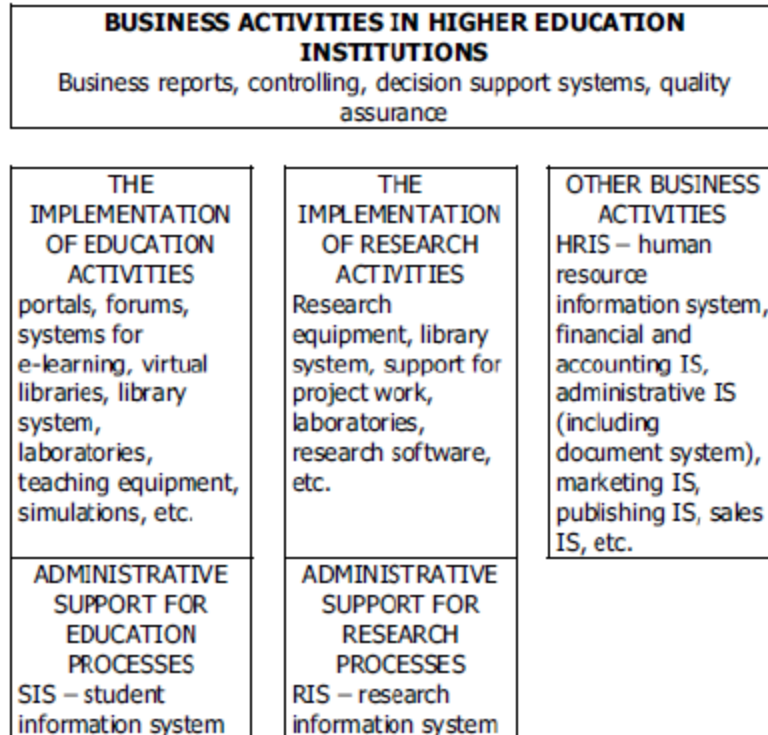 BUSINESS ACTIVITIES IN HIGHER EDUCATION
INSTITUTIONS
Business reports, controlling, decision support systems, quality
assurance
THE
IMPLEMENTATION
OF EDUCATION
ACTIVITIES
portals, forums,
systems for
e-learning, virtual
libraries, library
system,
laboratories,
teaching equipment,
simulations, etc.
ADMINISTRATIVE
SUPPORT FOR
EDUCATION
PROCESSES
SIS – student
information system
THE
IMPLEMENTATION
OF RESEARCH
ACTIVITIES
Research
equipment, library
system, support for
project work,
laboratories,
research software,
etc.
ADMINISTRATIVE
SUPPORT FOR
RESEARCH
PROCESSES
RIS – research
information system
OTHER BUSINESS
ACTIVITIES
HRIS – human
resource
information system,
financial and
accounting IS,
administrative IS
(including
document system),
marketing IS,
publishing IS, sales
IS, etc.